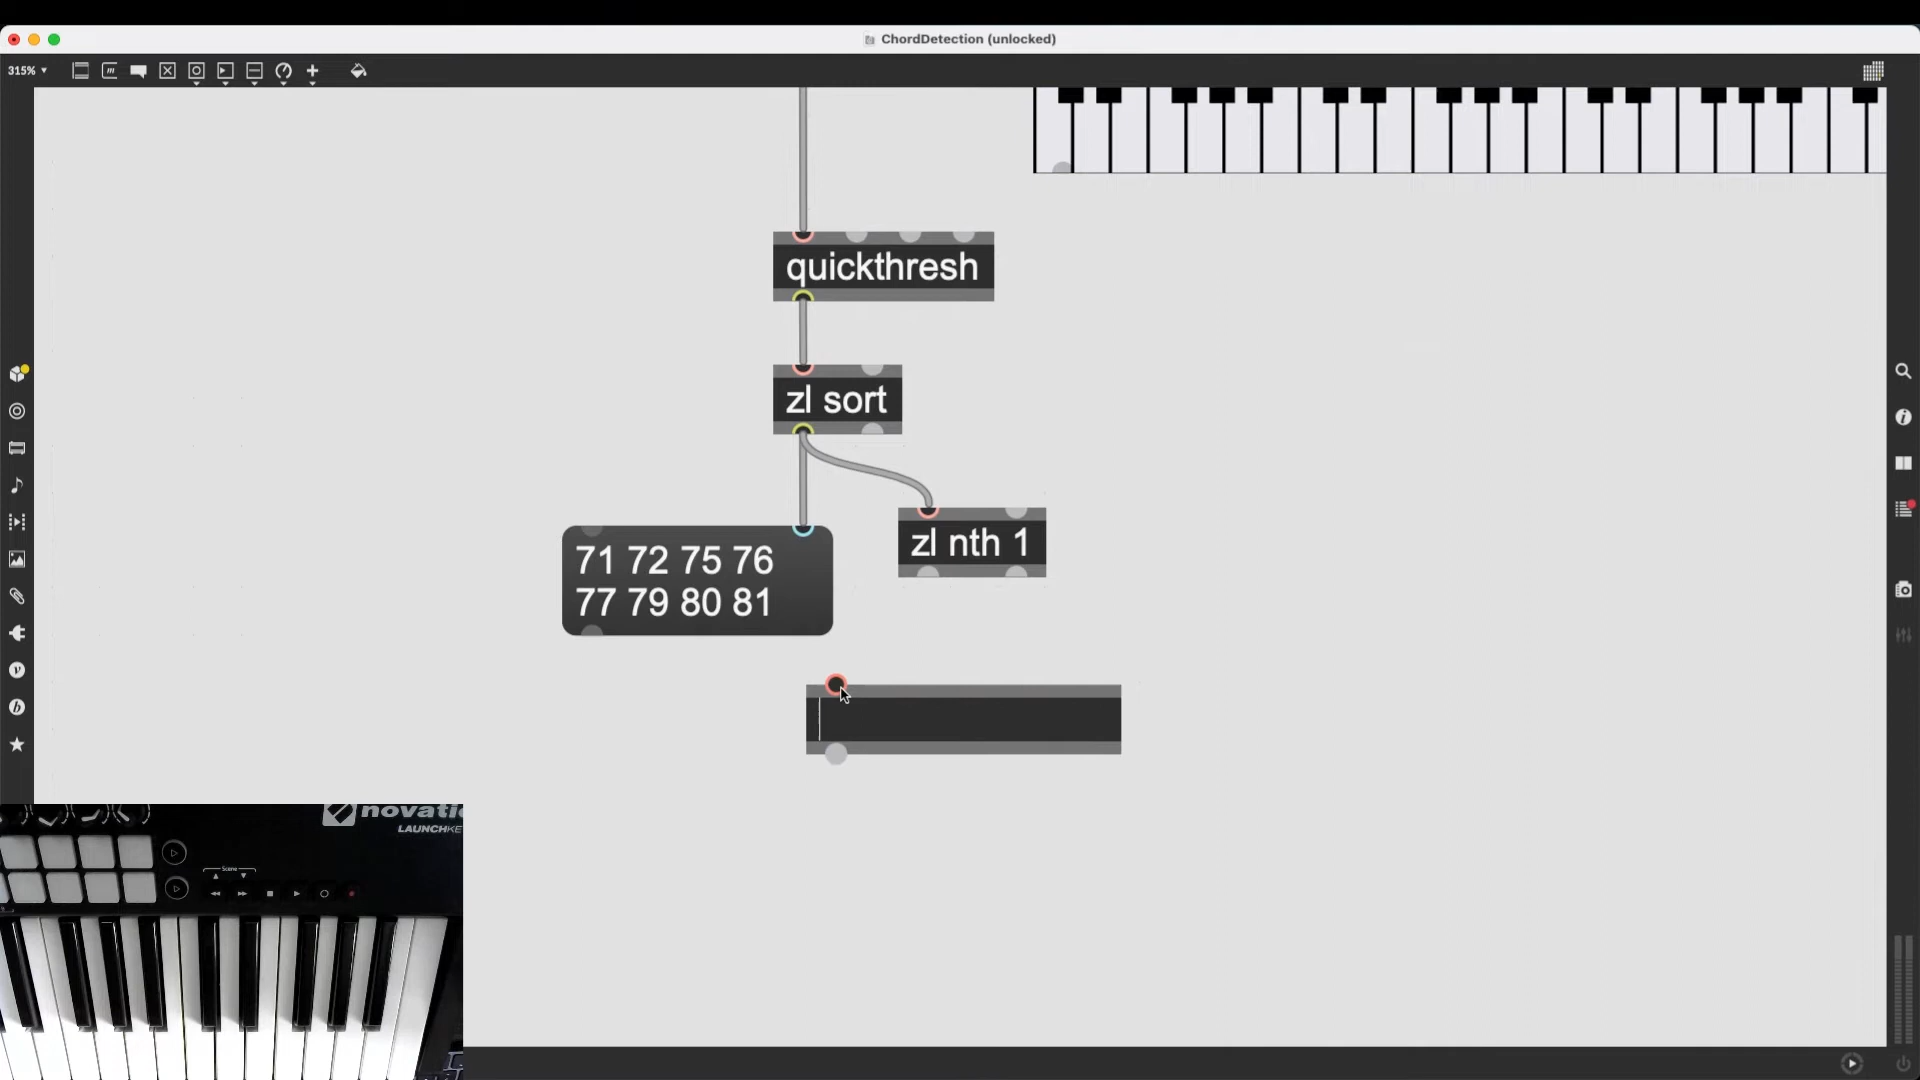 ChordDetection (unlocked)
315%
quickthresh
zl sort
71 72 75 76
77 79 80 81
zl nth 1
novati
LAUNCHKE
Scene